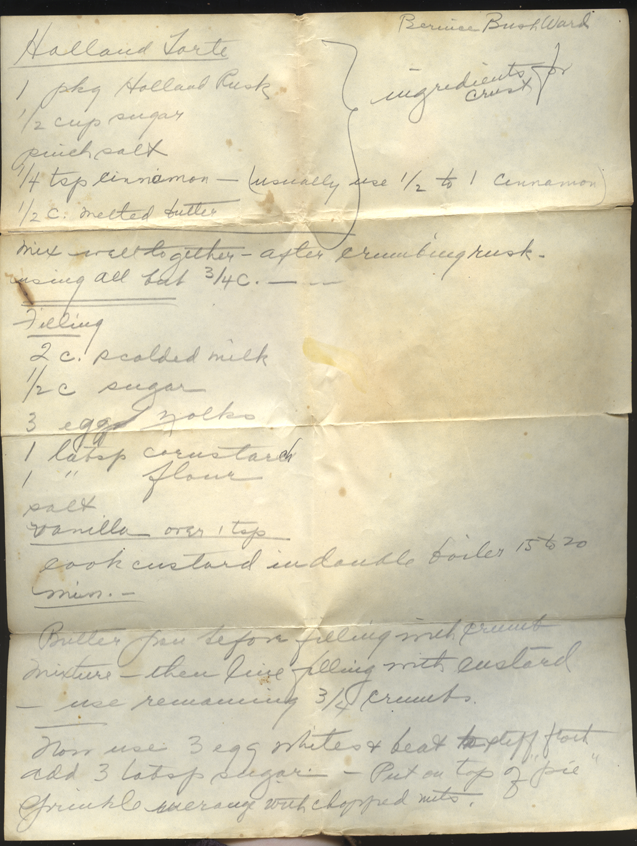 Bernice Bush Ward
Holland Torte
1 pkg Holland Rusk
1/2 cup sugar
pinch salt
1/4 tsp cinnamon - (usually use 1/2 to 1 cinnamon)
1/2 c. melted butter
ingredients for
crust
Mix well together - after crumbing rusk -
using all but 3/4 c. - - -
Filling
2 c. scalded milk
1/2 c sugar
3 egg yolks
1 tabsp cornstarch
1 " flour
salt
vanilla over 1 tsp
cook custard in double boiler 15 to 20
min. -
Butter pan before filling with crumb
mixture - then filling with custard
- use remaining 3/4 crumbs.
Now use 3 egg whites & beat to stiff froth
add 3 tabsp sugar. - Put on top of "pie"
Sprinkle merang with chopped nuts.